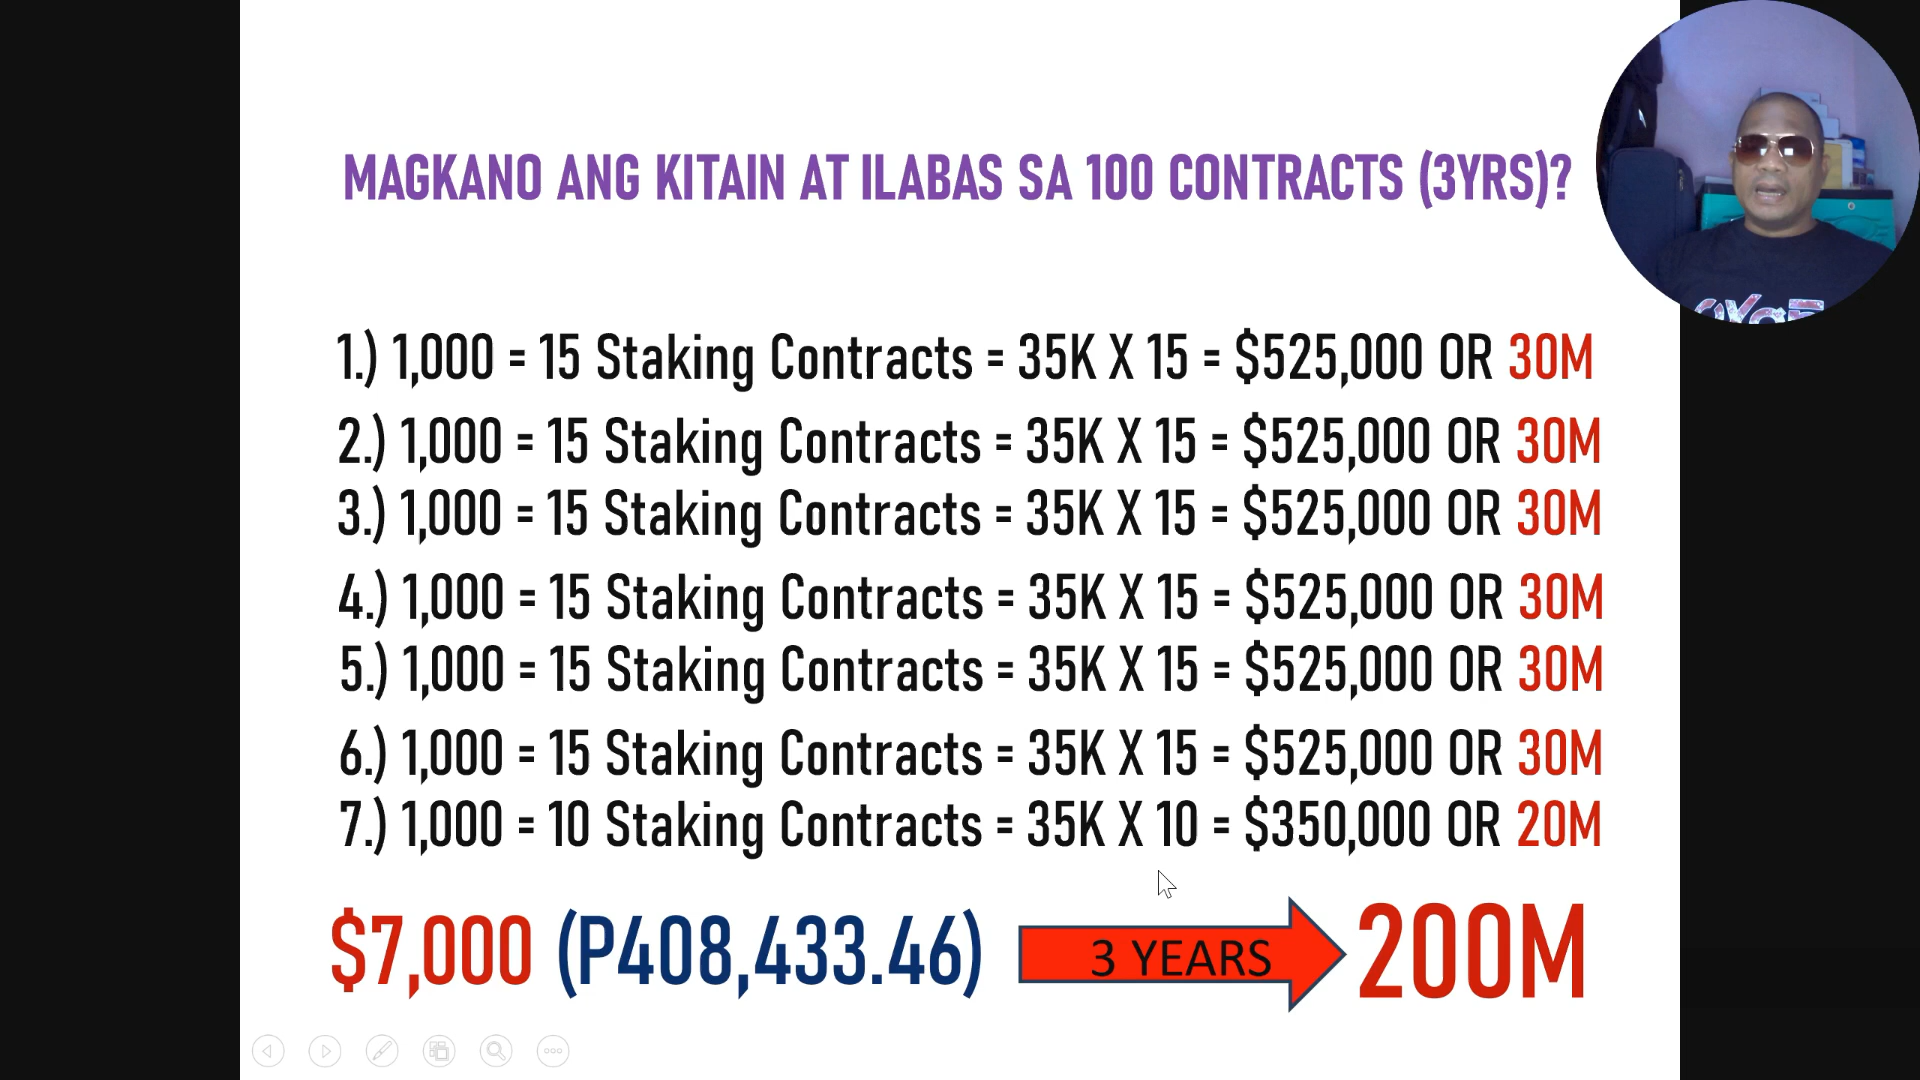 MAGKANO ANG KITAIN AT ILABAS SA 100 CONTRACTS (3YRS)?
1.) 1,000 = 15 Staking Contracts = 35K X 15 = $525,000 OR 30M
2.) 1,000 = 15 Staking Contracts = 35K X 15 = $525,000 OR 30M
3.) 1,000 = 15 Staking Contracts = 35K X 15 = $525,000 OR 30M
4.) 1,000 = 15 Staking Contracts = 35K X 15 = $525,000 OR 30M
5.) 1,000 = 15 Staking Contracts = 35K X 15 = $525,000 OR 30M
6.) 1,000 = 15 Staking Contracts = 35K X 15 = $525,000 OR 30M
7.) 1,000 = 10 Staking Contracts = 35K X 10 = $350,000 OR 20M
$7,000 (P408,433.46) 3 YEARS 200M